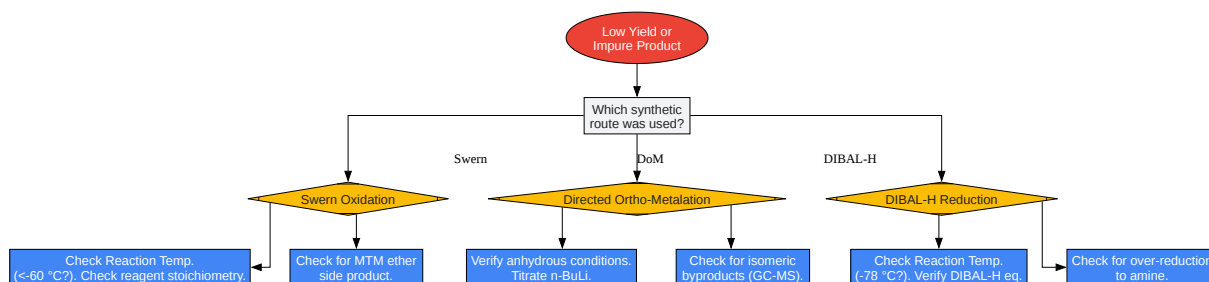 Low Yield or
Impure Product
Which synthetic
route was used?
Swern
DoM
DIBAL-H
Swern Oxidation
Directed Ortho-Metalation
DIBAL-H Reduction
Check Reaction Temp.
(<-60 °C?). Check reagent stoichiometry.
Check for MTM ether
side product.
Verify anhydrous conditions.
Titrate n-BuLi.
Check for isomeric
byproducts (GC-MS).
Check Reaction Temp.
(-78 °C?). Verify DIBAL-H eq.
Check for over-reduction
to amine.